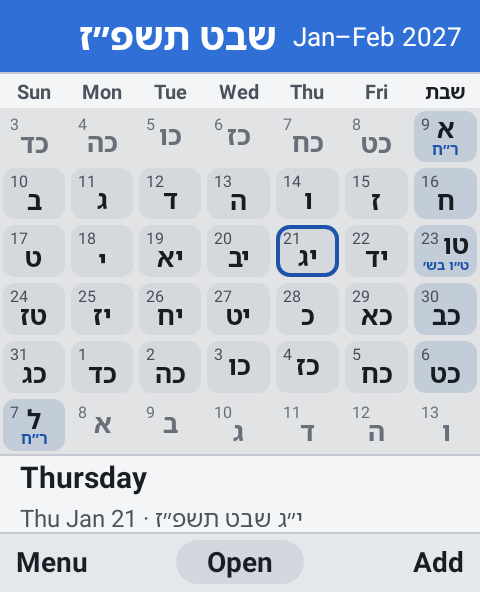 שבט תשפ״ז Jan–Feb 2027
Sun Mon Tue Wed Thu Fri שבת
3 כד 4 כה 5 כו 6 כז 7 כח 8 כט 9 א
ר״ח
10 ב 11 ג 12 ד 13 ה 14 ו 15 ז 16 ח
17 ט 18 י 19 יא 20 יב 21 יג 22 יד 23 טו
ט״ו בש׳
24 טז 25 יז 26 יח 27 יט 28 כ 29 כא 30 כב
31 כג 1 כד 2 כה 3 כו 4 כז 5 כח 6 כט
7 ל 8 א 9 ב 10 ג 11 ד 12 ה 13 ו
ר״ח
Thursday
Thu Jan 21 · י״ג שבט תשפ״ז
Menu Open Add